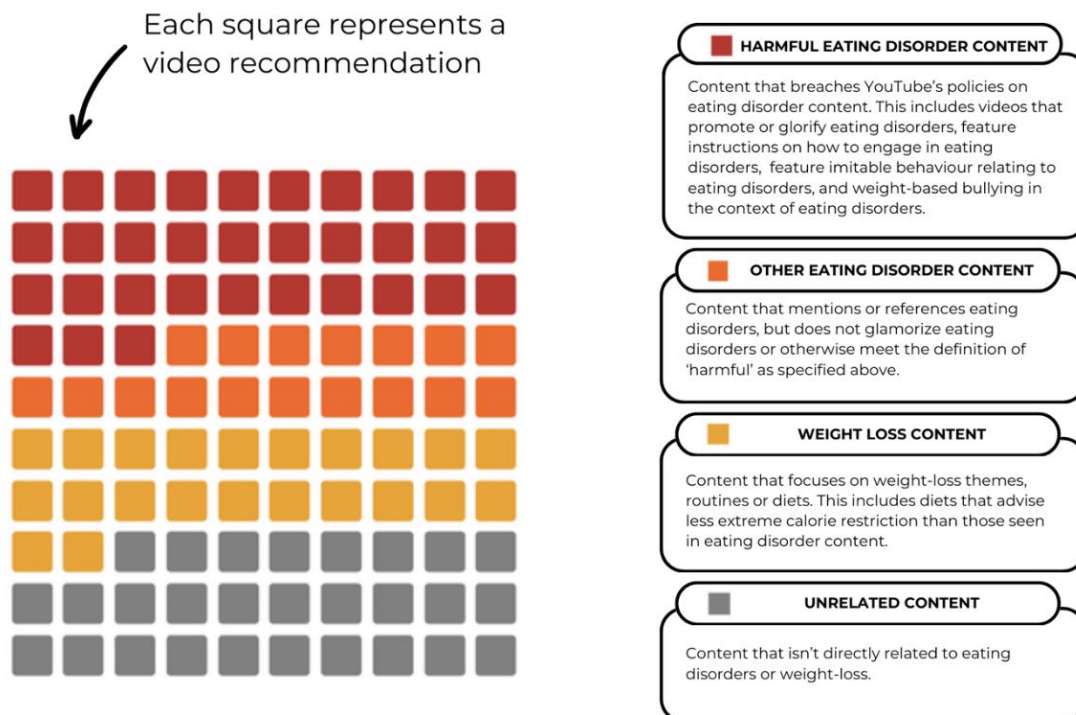 Each square represents a
video recommendation
HARMFUL EATING DISORDER CONTENT
Content that breaches YouTube's policies on
eating disorder content. This includes videos that
promote or glorify eating disorders, feature
instructions on how to engage in eating
disorders, feature imitable behaviour relating to
eating disorders, and weight-based bullying in
the context of eating disorders.
OTHER EATING DISORDER CONTENT
Content that mentions or references eating
disorders, but does not glamorize eating
disorders or otherwise meet the definition of
'harmful' as specified above.
WEIGHT LOSS CONTENT
Content that focuses on weight-loss themes,
routines or diets. This includes diets that advise
less extreme calorie restriction than those seen
in eating disorder content.
UNRELATED CONTENT
Content that isn't directly related to eating
disorders or weight-loss.